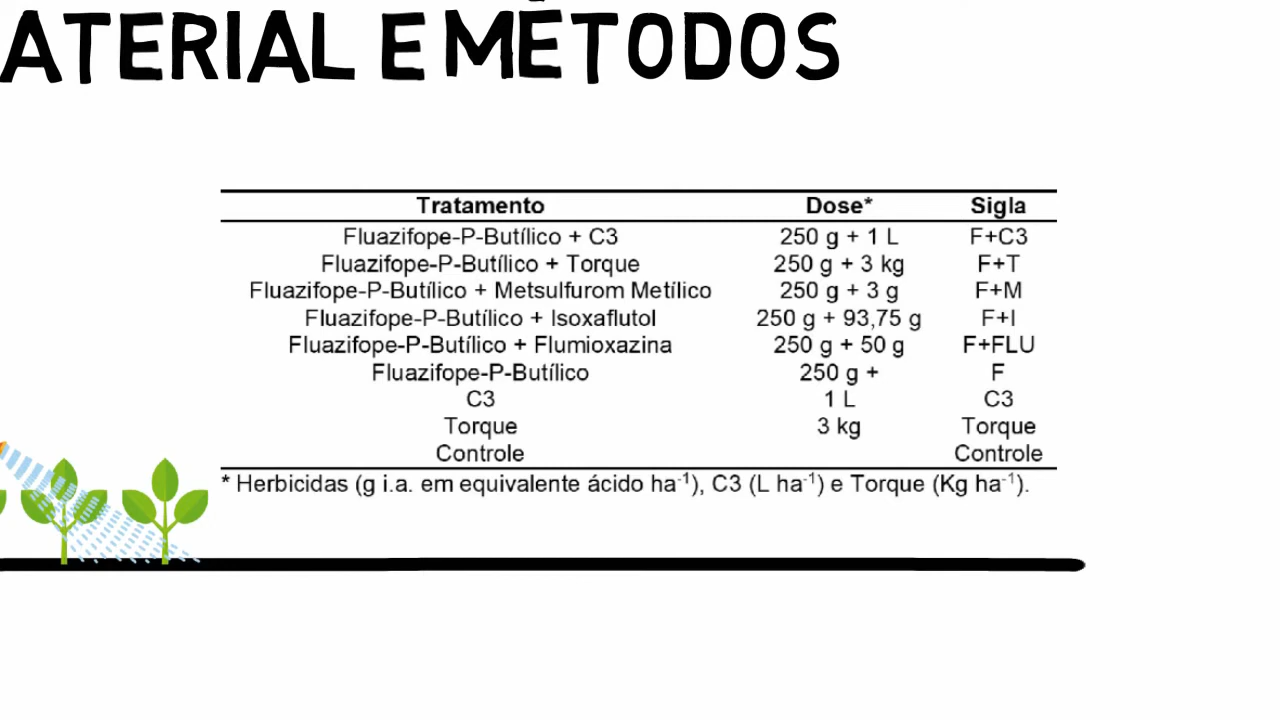 ATERIAL E MÉTODOS
Tratamento Dose* Sigla
Fluazifope-P-Butílico + C3 250 g + 1 L F+C3
Fluazifope-P-Butílico + Torque 250 g + 3 kg F+T
Fluazifope-P-Butílico + Metsulfurom Metílico 250 g + 3 g F+M
Fluazifope-P-Butílico + Isoxaflutol 250 g + 93,75 g F+I
Fluazifope-P-Butílico + Flumioxazina 250 g + 50 g F+FLU
Fluazifope-P-Butílico 250 g + F
C3 1 L C3
Torque 3 kg Torque
Controle Controle
* Herbicidas (g i.a. em equivalente ácido ha⁻¹), C3 (L ha⁻¹) e Torque (Kg ha⁻¹).